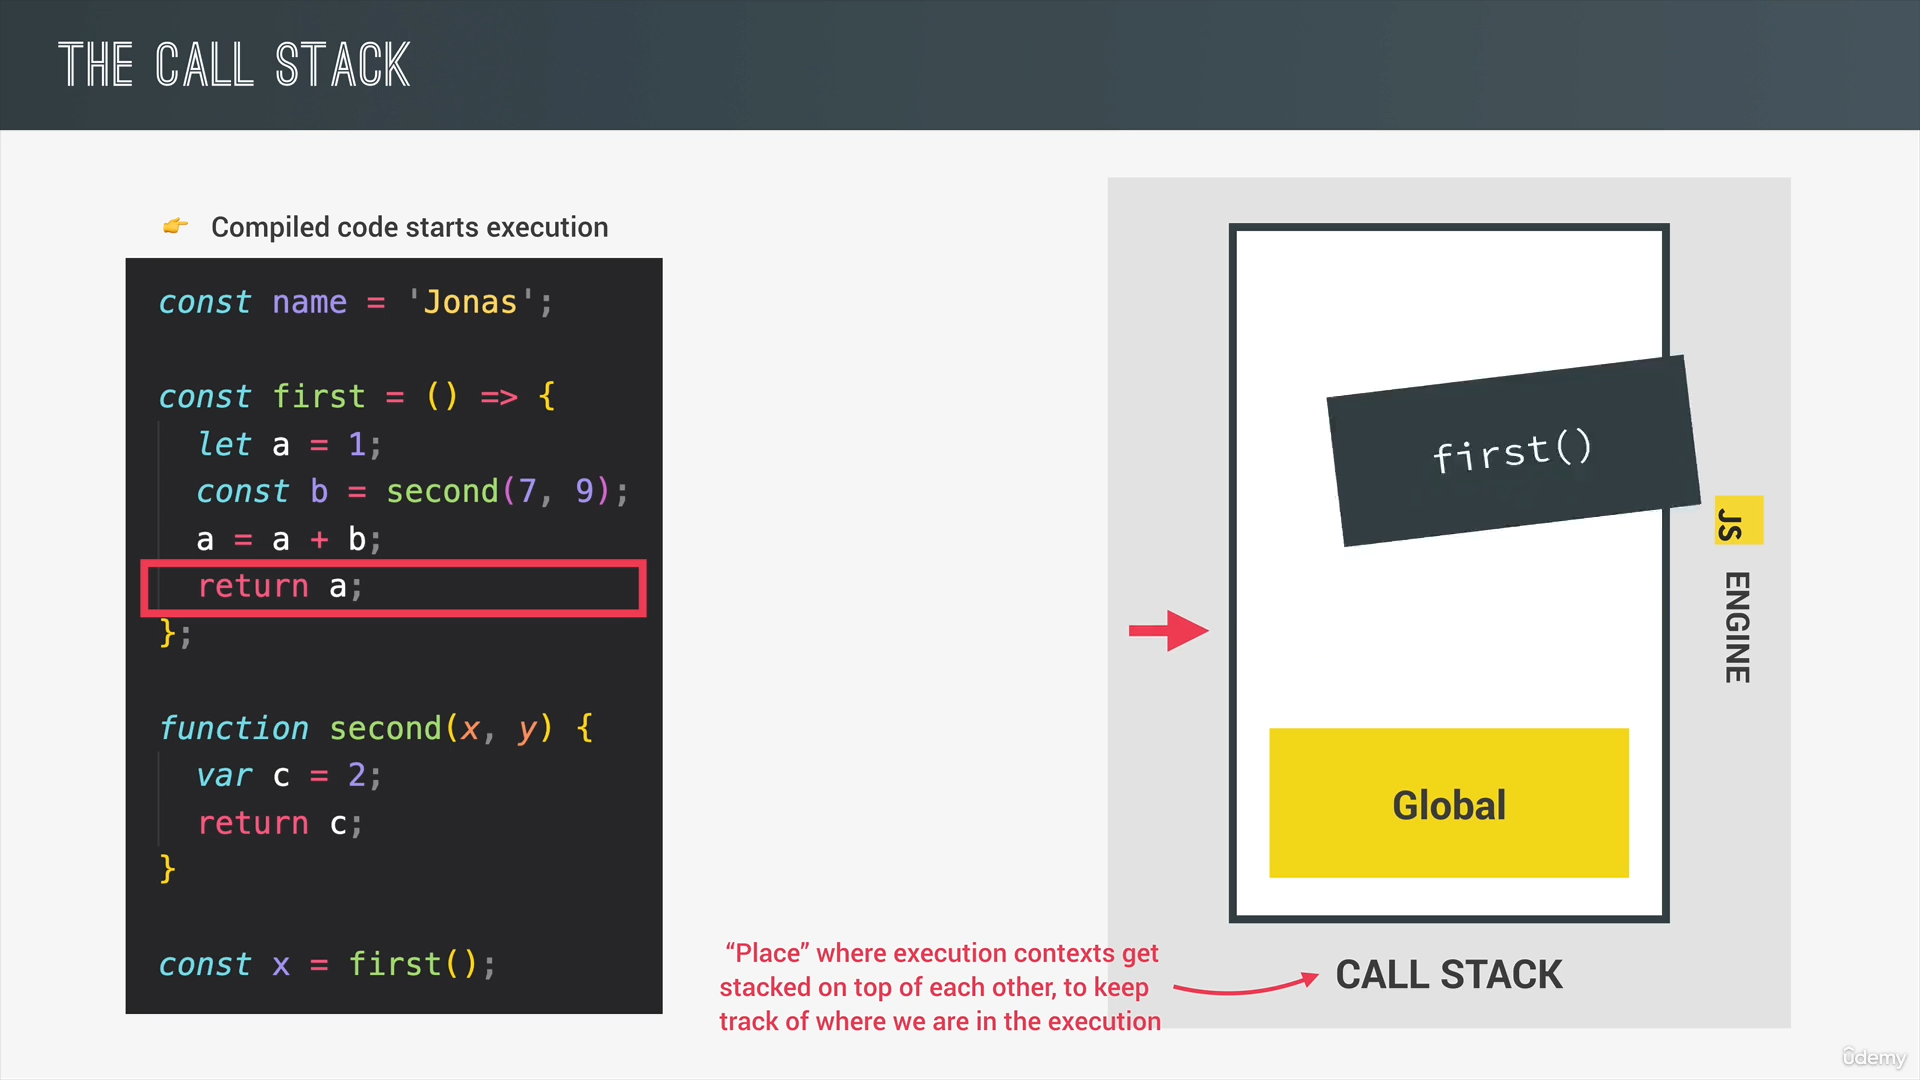 THE CALL STACK
👉 Compiled code starts execution
const name = 'Jonas';
const first = () => {
  let a = 1;
  const b = second(7, 9);
  a = a + b;
  return a;
};
function second(x, y) {
  var c = 2;
  return c;
}
const x = first();
first()
Global
JS ENGINE
CALL STACK
“Place” where execution contexts get
stacked on top of each other, to keep
track of where we are in the execution
ûdemy